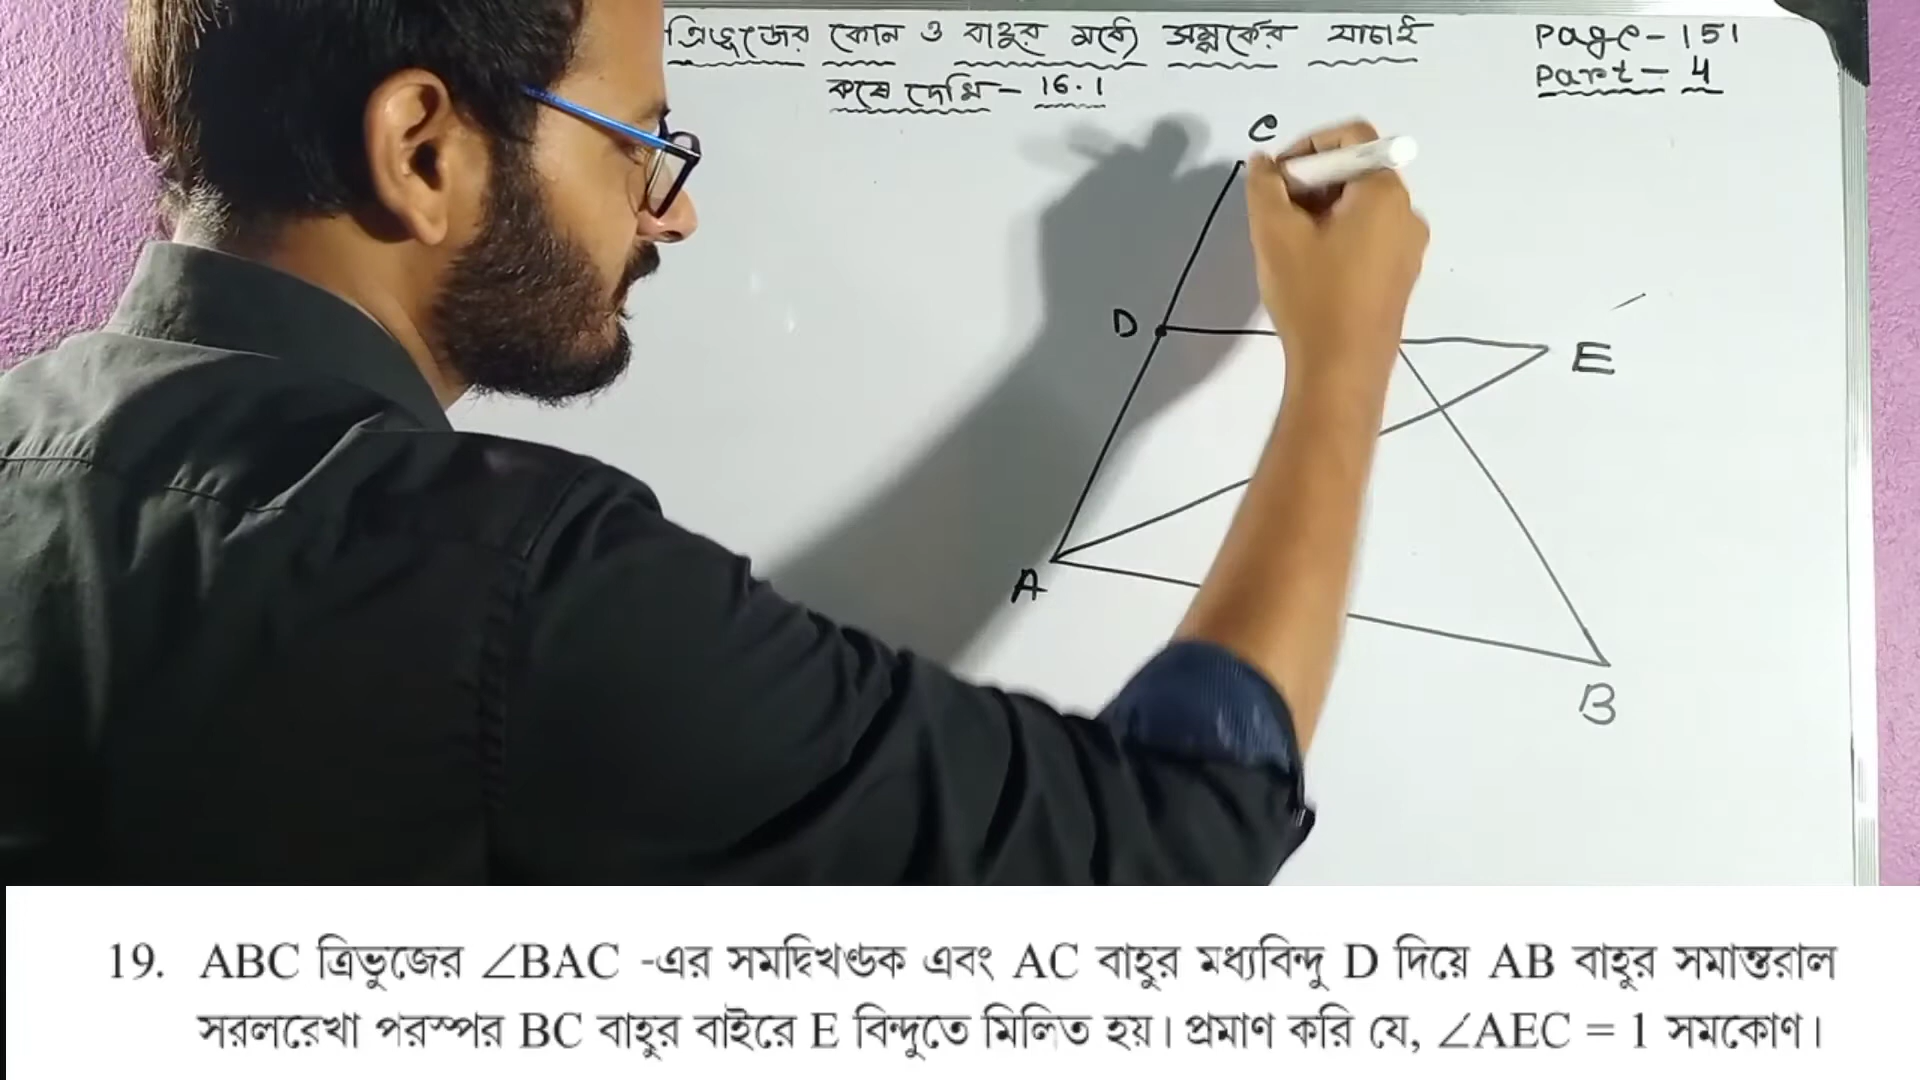 ত্রিভুজের কোন ও বাহুর মধ্যে সম্পর্কের যাচাই
কষে দেখি - 16.1
Page - 151
Part - 4
C
D
E
A
B
19. ABC ত্রিভুজের ∠BAC -এর সমদ্বিখণ্ডক এবং AC বাহুর মধ্যবিন্দু D দিয়ে AB বাহুর সমান্তরাল
সরলরেখা পরস্পর BC বাহুর বাইরে E বিন্দুতে মিলিত হয়। প্রমাণ করি যে, ∠AEC = 1 সমকোণ।